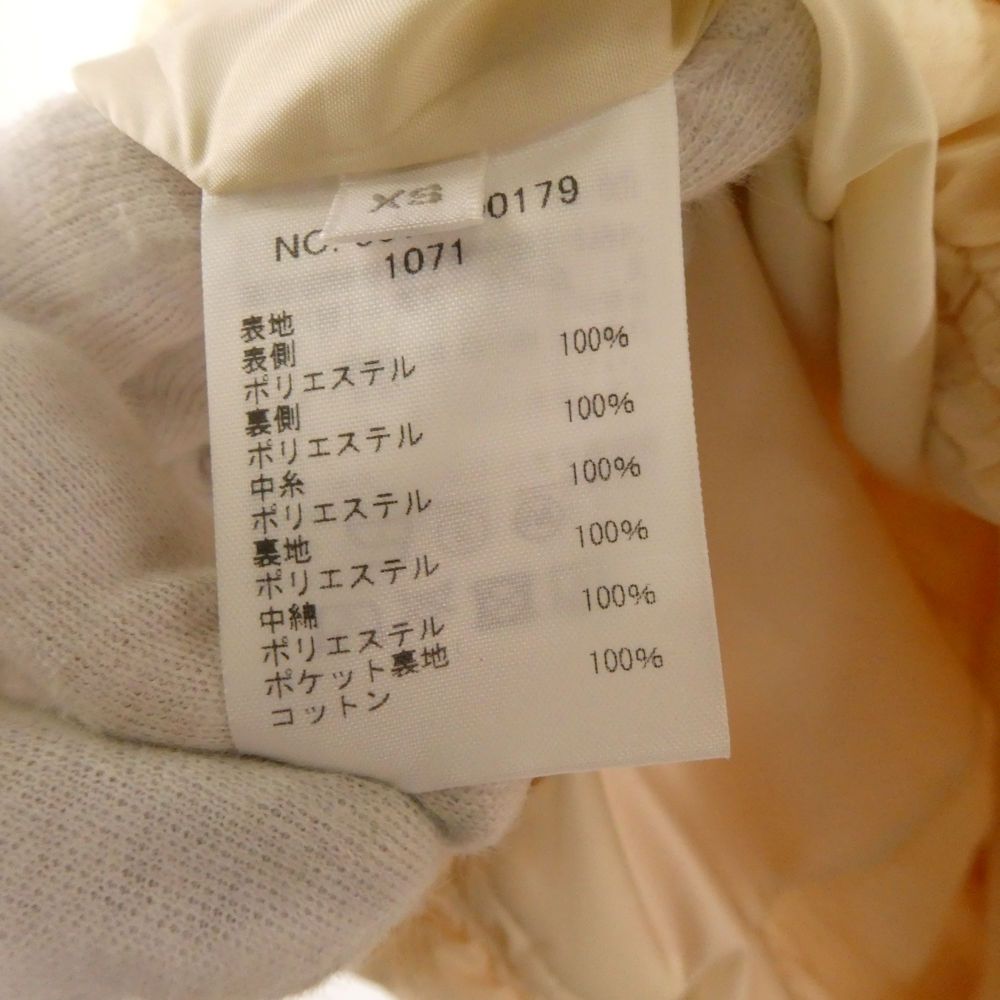 XS
NO.
00179
1071
表地
表側
ポリエステル 100%
裏側
ポリエステル 100%
中糸
ポリエステル 100%
裏地
ポリエステル 100%
中綿
ポリエステル 100%
ポケット裏地
コットン 100%